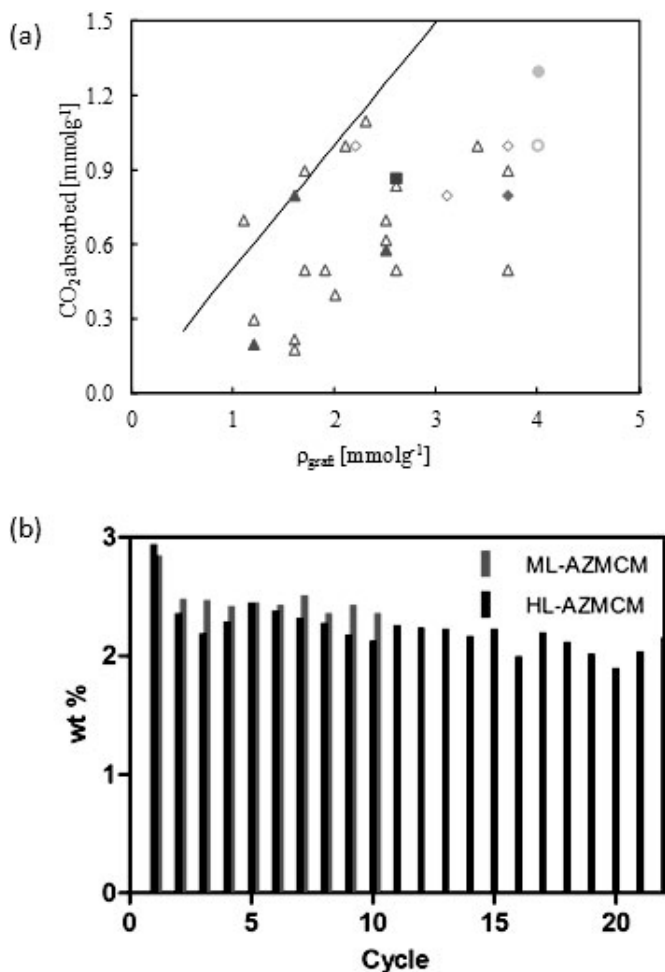 (a)
1.5
1.2
0.9
0.6
0.3
0.0
CO₂ absorbed [mmolg⁻¹]
0 1 2 3 4 5
ρgraft [mmolg⁻¹]
(b)
3
2
1
0
wt %
ML-AZMCM
HL-AZMCM
0 5 10 15 20
Cycle